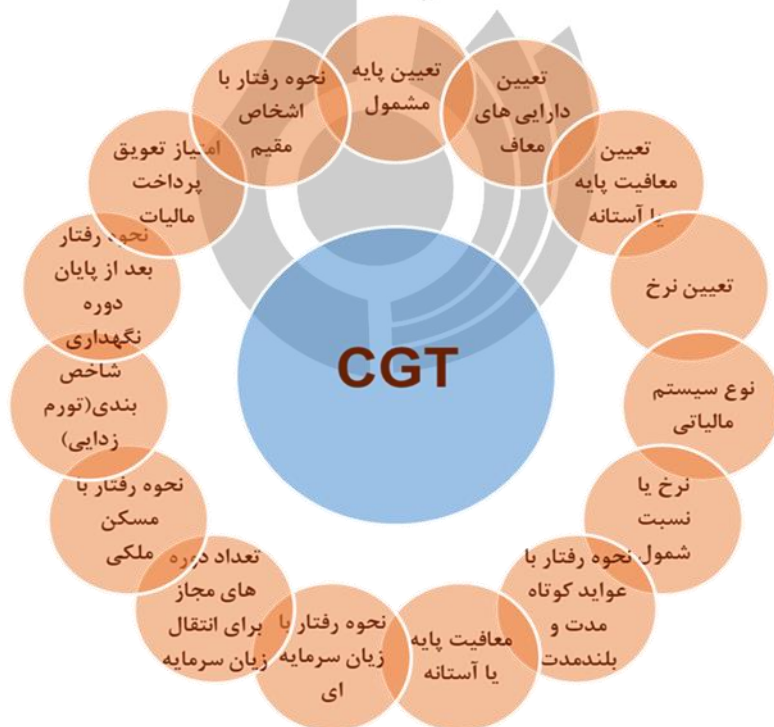 تعیین پایه
مشمول
تعیین
دارایی های
معاف
تعیین
معافیت پایه
یا آستانه
تعیین نرخ
نوع سیستم
مالیاتی
نرخ یا
نسبت
شمول
نحوه رفتار با
عواید کوتاه
مدت و
بلندمدت
معافیت پایه
یا آستانه
نحوه رفتار با
زیان سرمایه
ای
تعداد دوره
های مجاز
برای انتقال
زیان سرمایه
نحوه رفتار با
مسکن
ملکی
شاخص
بندی(تورم
زدایی)
نحوه رفتار
بعد از پایان
دوره
نگهداری
امتیاز تعویق
پرداخت
مالیات
نحوه رفتار با
اشخاص
مقیم
CGT